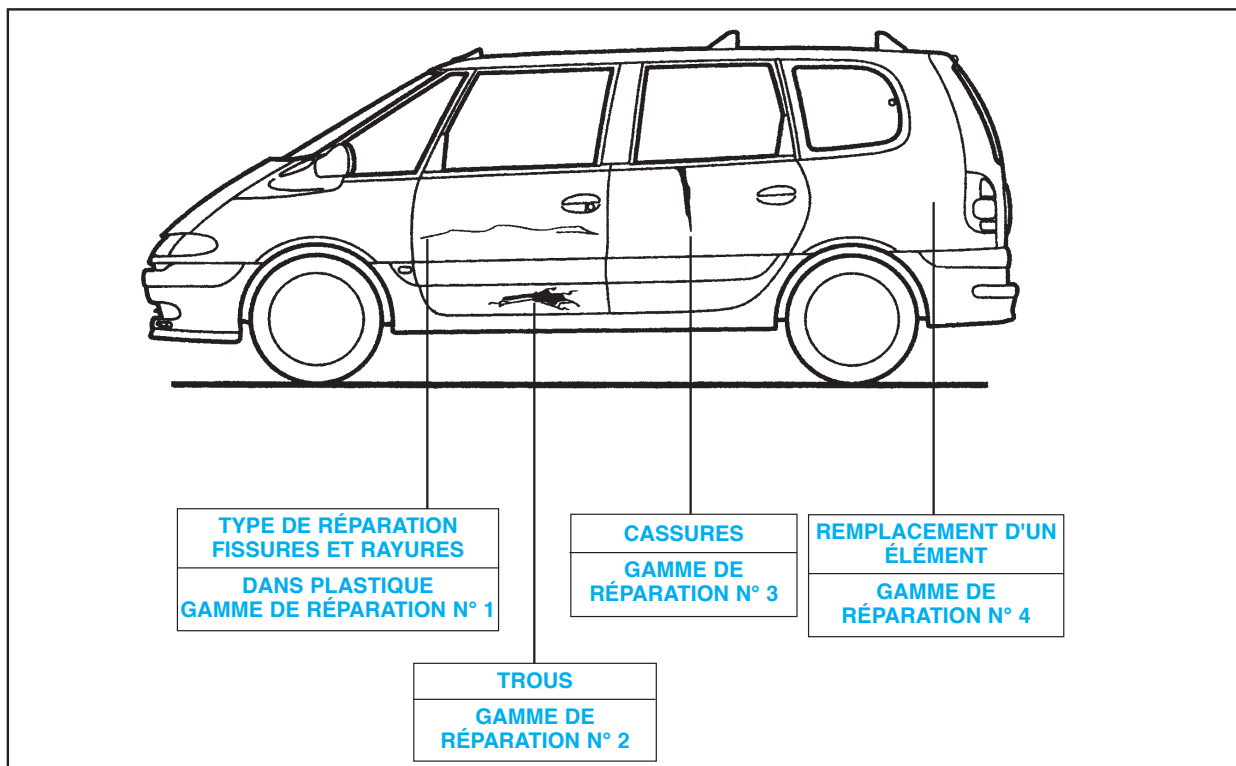 TYPE DE RÉPARATION
FISSURES ET RAYURES
DANS PLASTIQUE
GAMME DE RÉPARATION N° 1
TROUS
GAMME DE
RÉPARATION N° 2
CASSURES
GAMME DE
RÉPARATION N° 3
REMPLACEMENT D'UN
ÉLÉMENT
GAMME DE
RÉPARATION N° 4